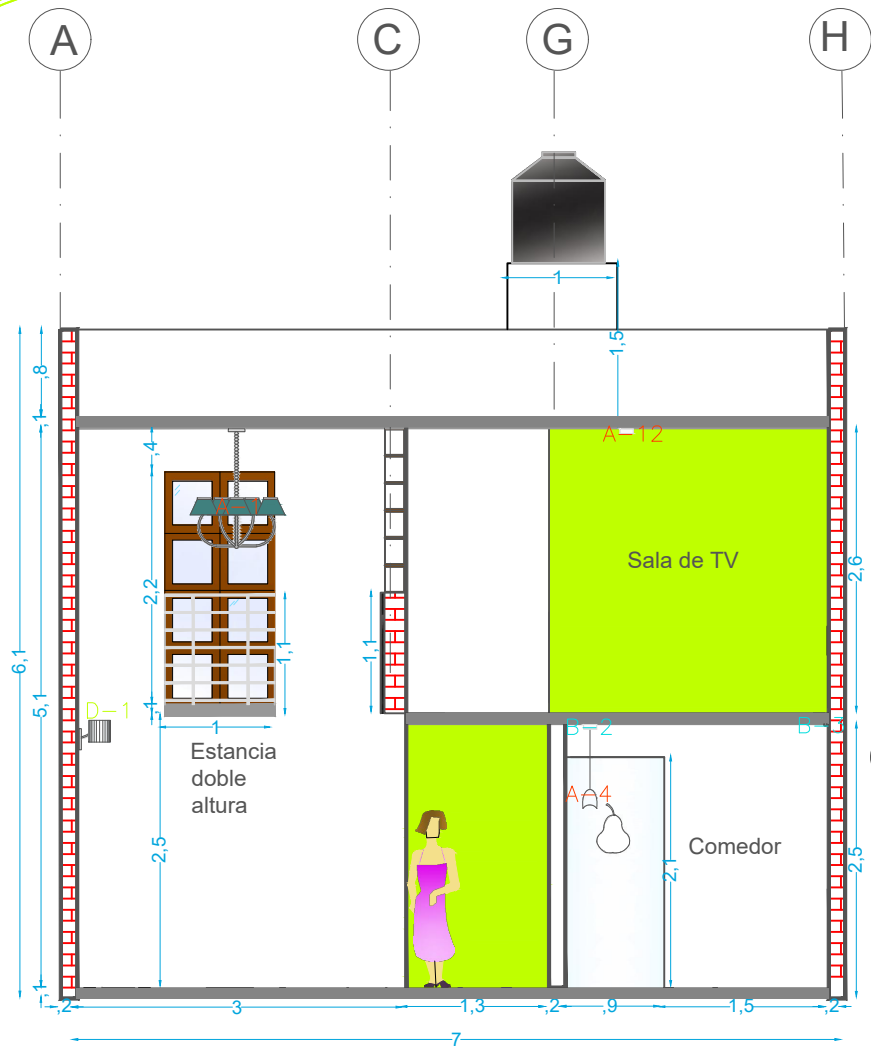 A
C
G
H
1
1,5
,8
,1
,4
A-12
Sala de TV
2,6
2,2
1,1
1,1
6,1
5,1
,1
D-1
1
B-2
Estancia
doble
altura
A-4
Comedor
2,5
2,1
2,5
,1
,2
3
1,3
,2
,9
1,5
,2
7